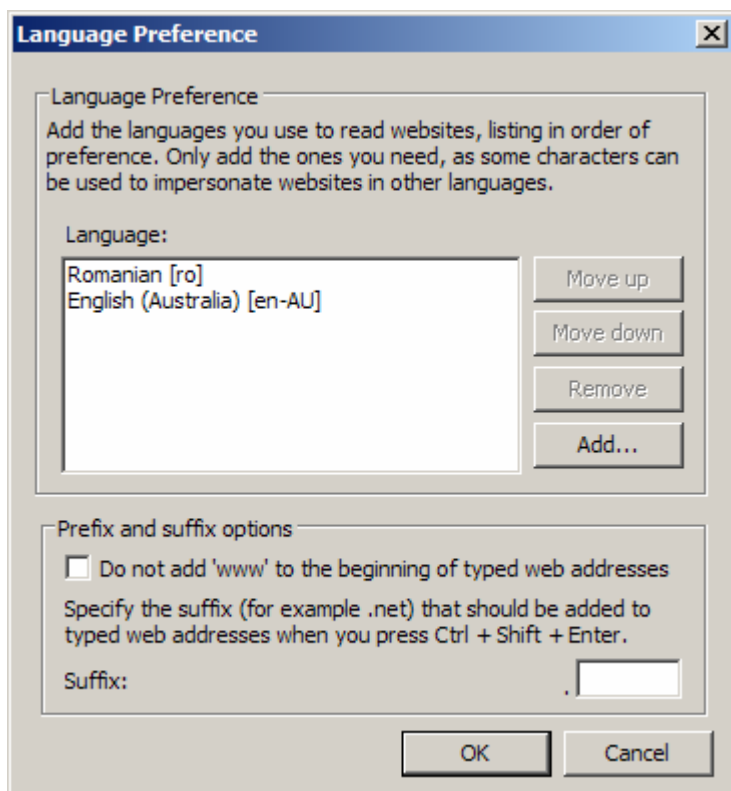 Language Preference
Language Preference
Add the languages you use to read websites, listing in order of
preference. Only add the ones you need, as some characters can
be used to impersonate websites in other languages.
Language:
Romanian [ro]
English (Australia) [en-AU]
Move up
Move down
Remove
Add...
Prefix and suffix options
Do not add 'www' to the beginning of typed web addresses
Specify the suffix (for example .net) that should be added to
typed web addresses when you press Ctrl + Shift + Enter.
Suffix: .
OK Cancel